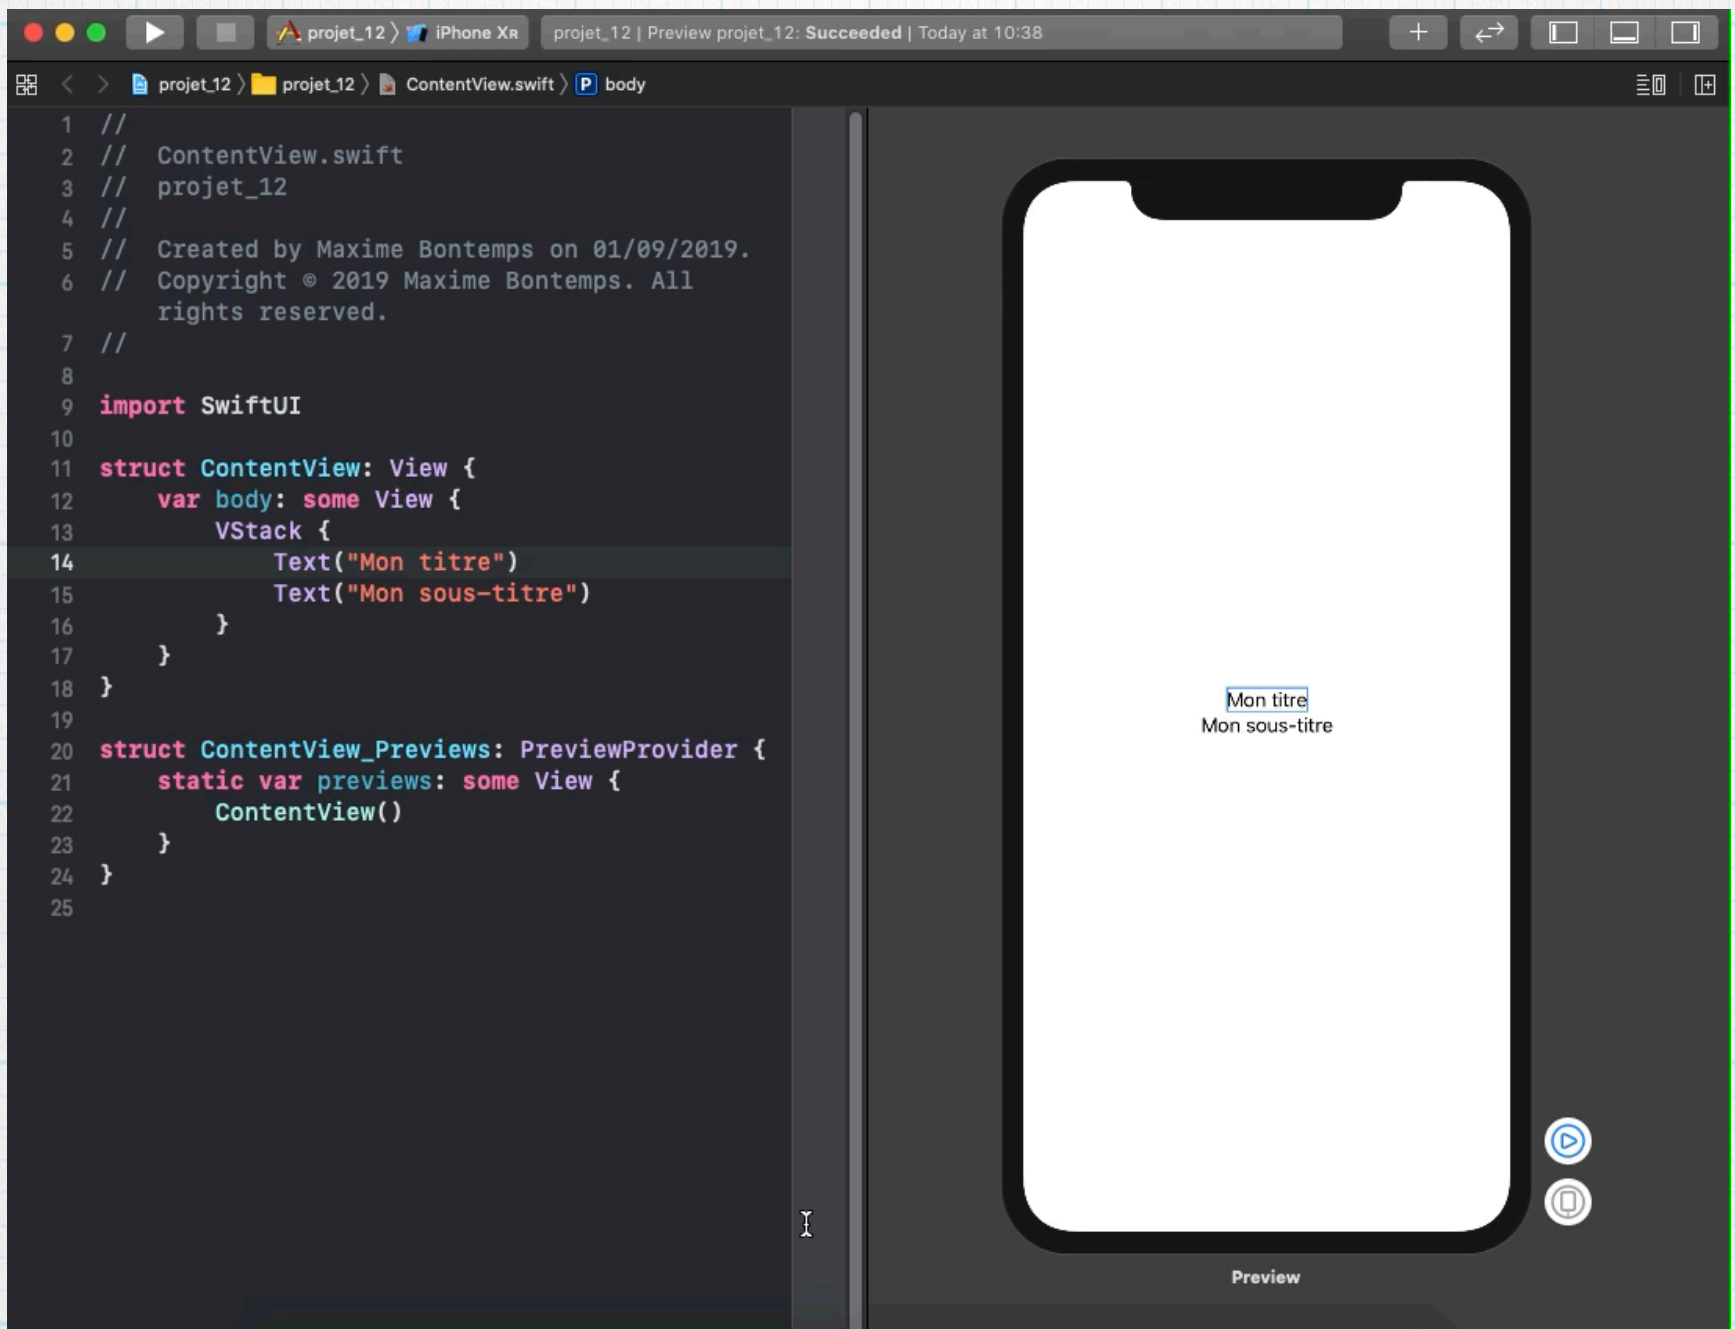 projet_12 〉 iPhone XR
projet_12 | Preview projet_12: Succeeded | Today at 10:38
projet_12 〉 projet_12 〉 ContentView.swift 〉 P body
1 //
2 //  ContentView.swift
3 //  projet_12
4 //
5 //  Created by Maxime Bontemps on 01/09/2019.
6 //  Copyright © 2019 Maxime Bontemps. All
rights reserved.
7 //
8
9 import SwiftUI
10
11 struct ContentView: View {
12     var body: some View {
13         VStack {
14             Text("Mon titre")
15             Text("Mon sous-titre")
16         }
17     }
18 }
19
20 struct ContentView_Previews: PreviewProvider {
21     static var previews: some View {
22         ContentView()
23     }
24 }
25
Mon titre
Mon sous-titre
Preview